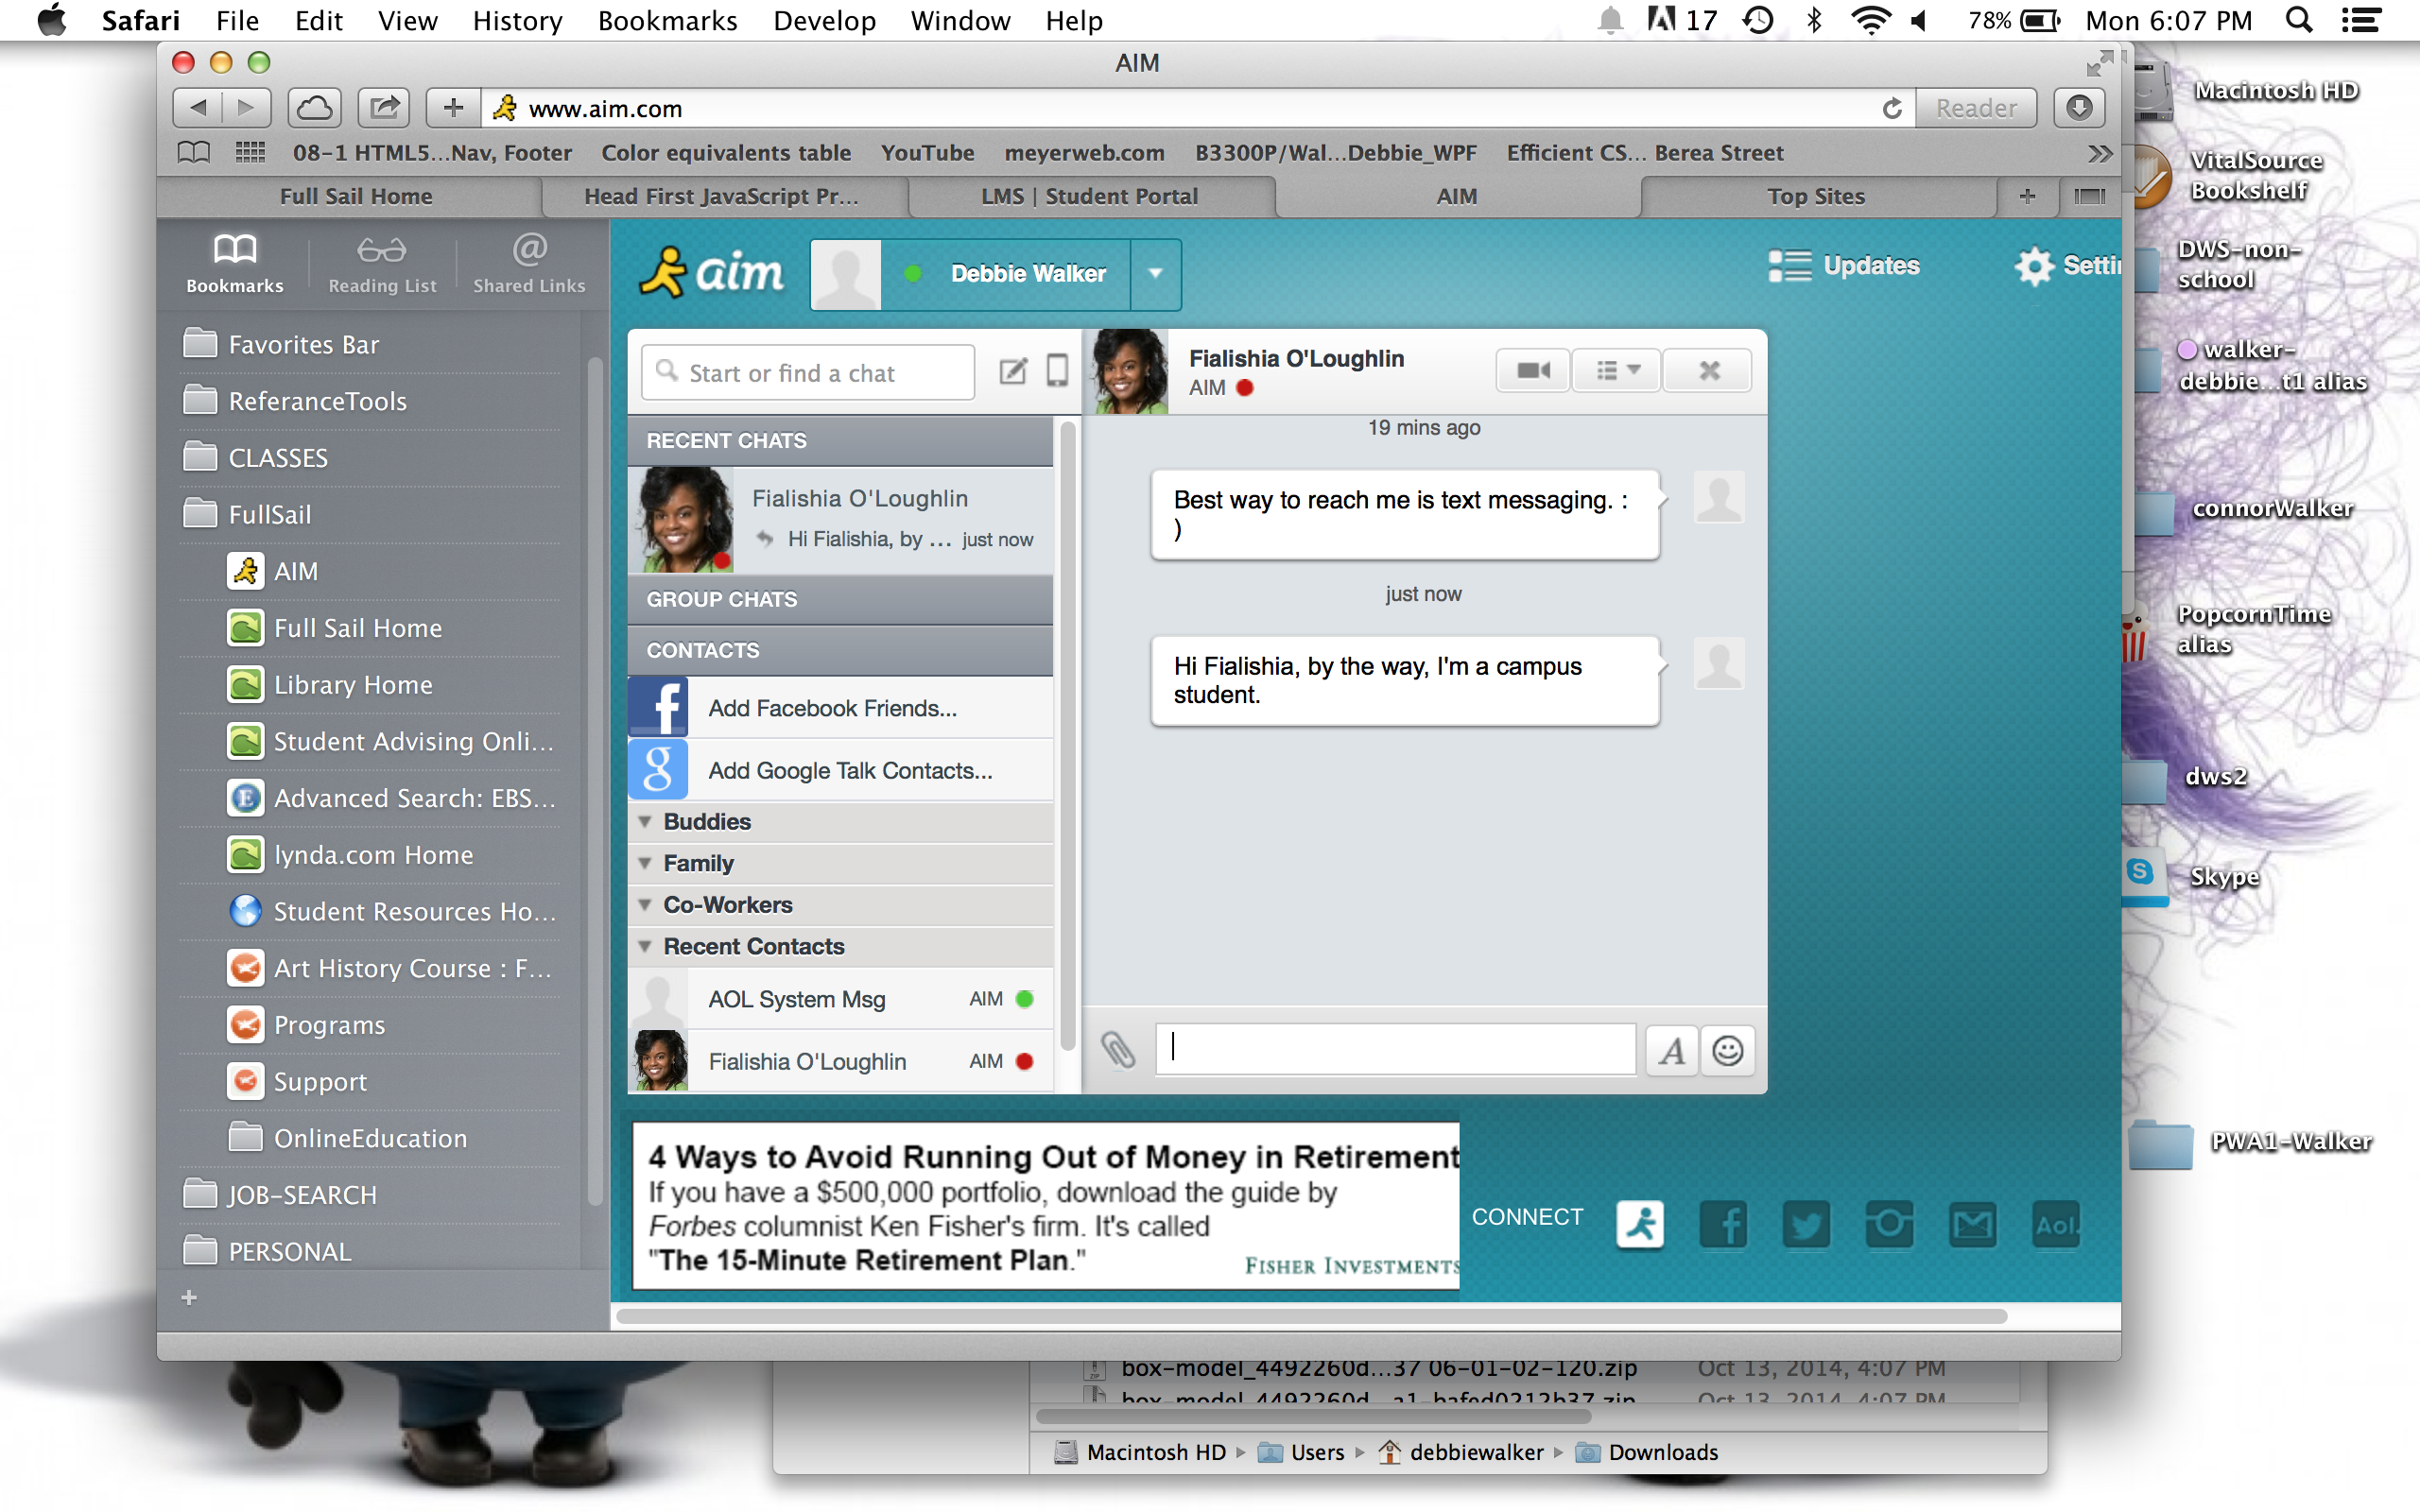 Safari File Edit View History Bookmarks Develop Window Help 17 78% Mon 6:07 PM
AIM
www.aim.com Reader
08-1 HTML5...Nav, Footer Color equivalents table YouTube meyerweb.com B3300P/Wal...Debbie_WPF Efficient CS... Berea Street
Full Sail Home Head First JavaScript Pr... LMS | Student Portal AIM Top Sites
Bookmarks Reading List Shared Links
Favorites Bar
ReferanceTools
CLASSES
FullSail
AIM
Full Sail Home
Library Home
Student Advising Onli...
Advanced Search: EBS...
lynda.com Home
Student Resources Ho...
Art History Course : F...
Programs
Support
OnlineEducation
JOB-SEARCH
PERSONAL
aim Debbie Walker Updates Setti
Start or find a chat
RECENT CHATS
Fialishia O'Loughlin
Hi Fialishia, by ... just now
GROUP CHATS
CONTACTS
Add Facebook Friends...
Add Google Talk Contacts...
Buddies
Family
Co-Workers
Recent Contacts
AOL System Msg AIM
Fialishia O'Loughlin AIM
Fialishia O'Loughlin
AIM
19 mins ago
Best way to reach me is text messaging. :
)
just now
Hi Fialishia, by the way, I'm a campus
student.
A
4 Ways to Avoid Running Out of Money in Retirement
If you have a $500,000 portfolio, download the guide by
Forbes columnist Ken Fisher's firm. It's called
"The 15-Minute Retirement Plan."
FISHER INVESTMENTS
CONNECT Aol.
Macintosh HD
VitalSource
Bookshelf
DWS-non-
school
walker-
debbie...t1 alias
connorWalker
PopcornTime
alias
dws2
Skype
PWA1-Walker
box-model_4492260d...37 06-01-02-120.zip Oct 13, 2014, 4:07 PM
box-model_4492260d...a1-bafed0212b37.zip Oct 13, 2014, 4:07 PM
Macintosh HD Users debbiewalker Downloads